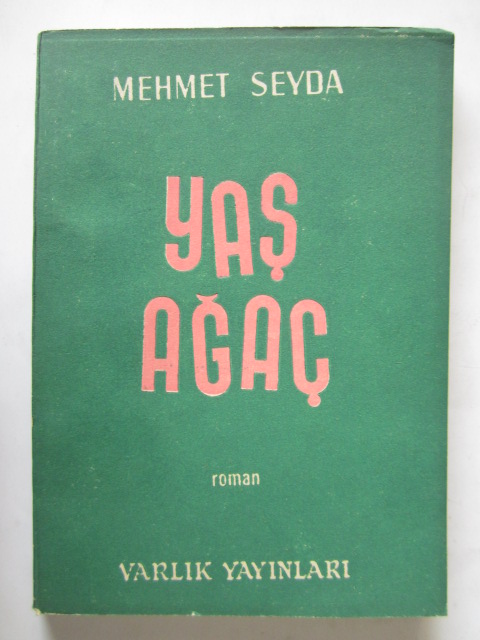 MEHMET SEYDA
YAŞ
AĞAÇ
roman
VARLIK YAYINLARI